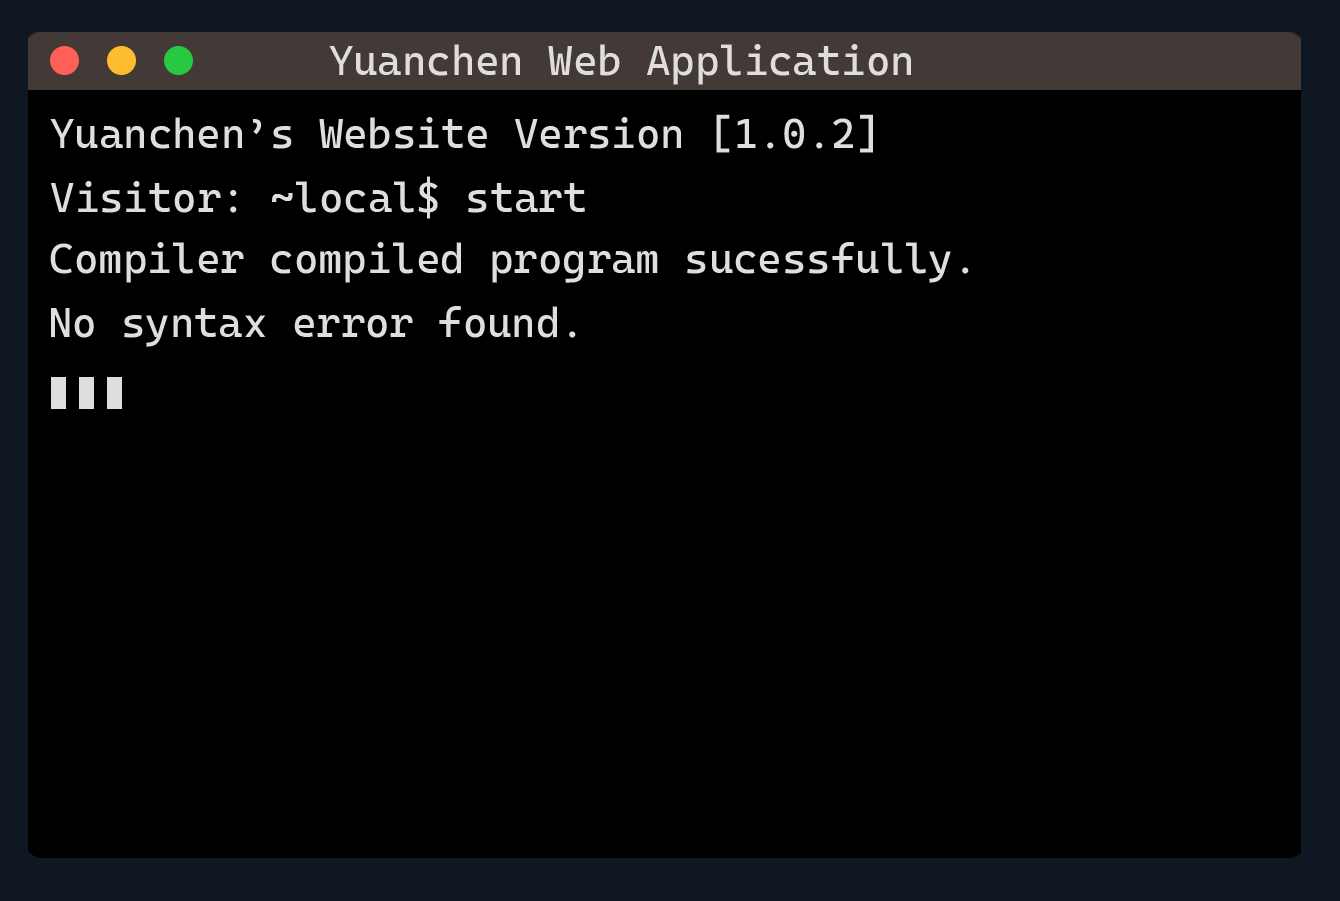 Yuanchen Web Application
Yuanchen’s Website Version [1.0.2]
Visitor: ~local$ start
Compiler compiled program sucessfully.
No syntax error found.